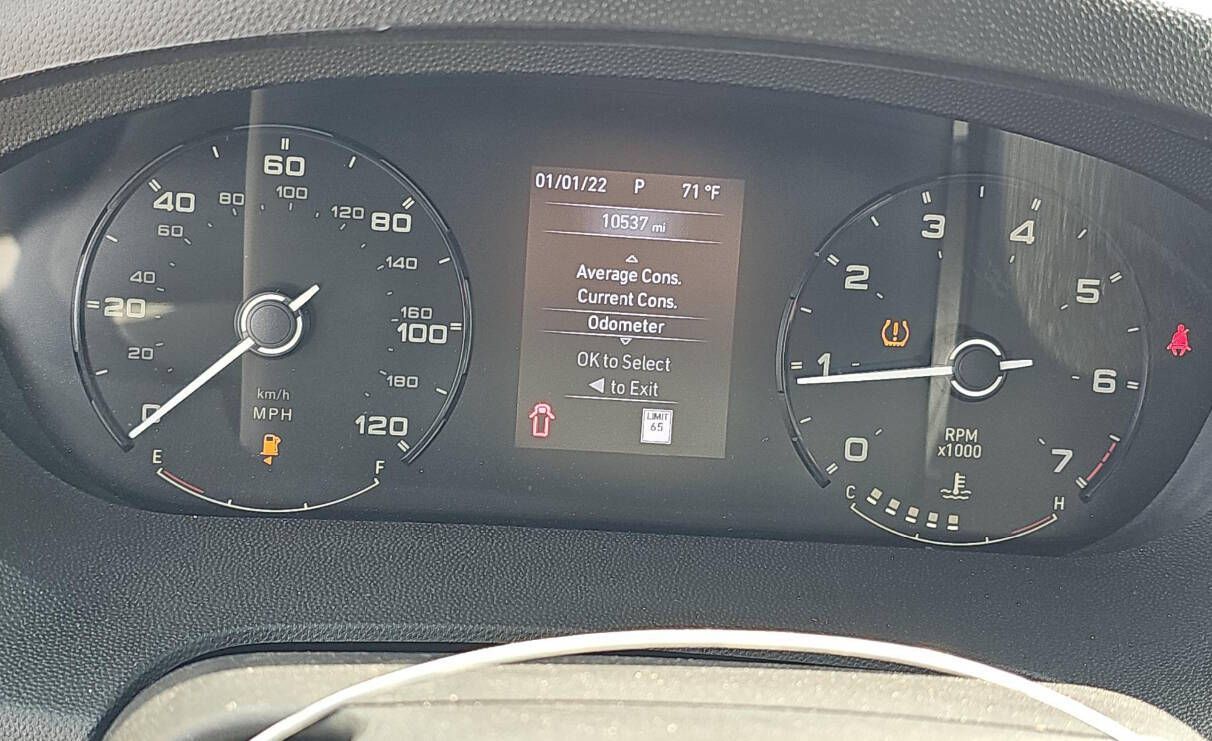 01/01/22 P 71 °F
10537 mi
Average Cons.
Current Cons.
Odometer
OK to Select
to Exit
LIMIT
65
0
20
40
60
80
100
120
20
40
60
80
100
120
140
160
180
km/h
MPH
E F
0
1
2
3
4
5
6
7
RPM
x1000
C H